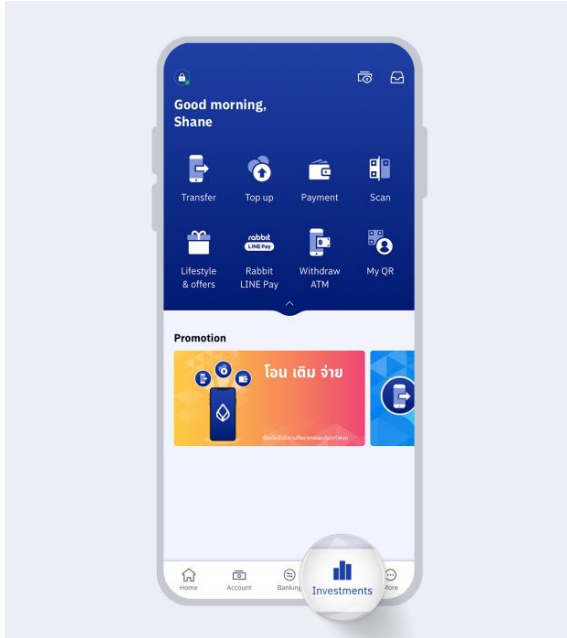 Good morning,
Shane
Transfer
Top up
Payment
Scan
Lifestyle
& offers
rabbit
LINE Pay
Rabbit
LINE Pay
Withdraw
ATM
My QR
Promotion
โอน เติม จ่าย
Home
Account
Banking
Investments
More